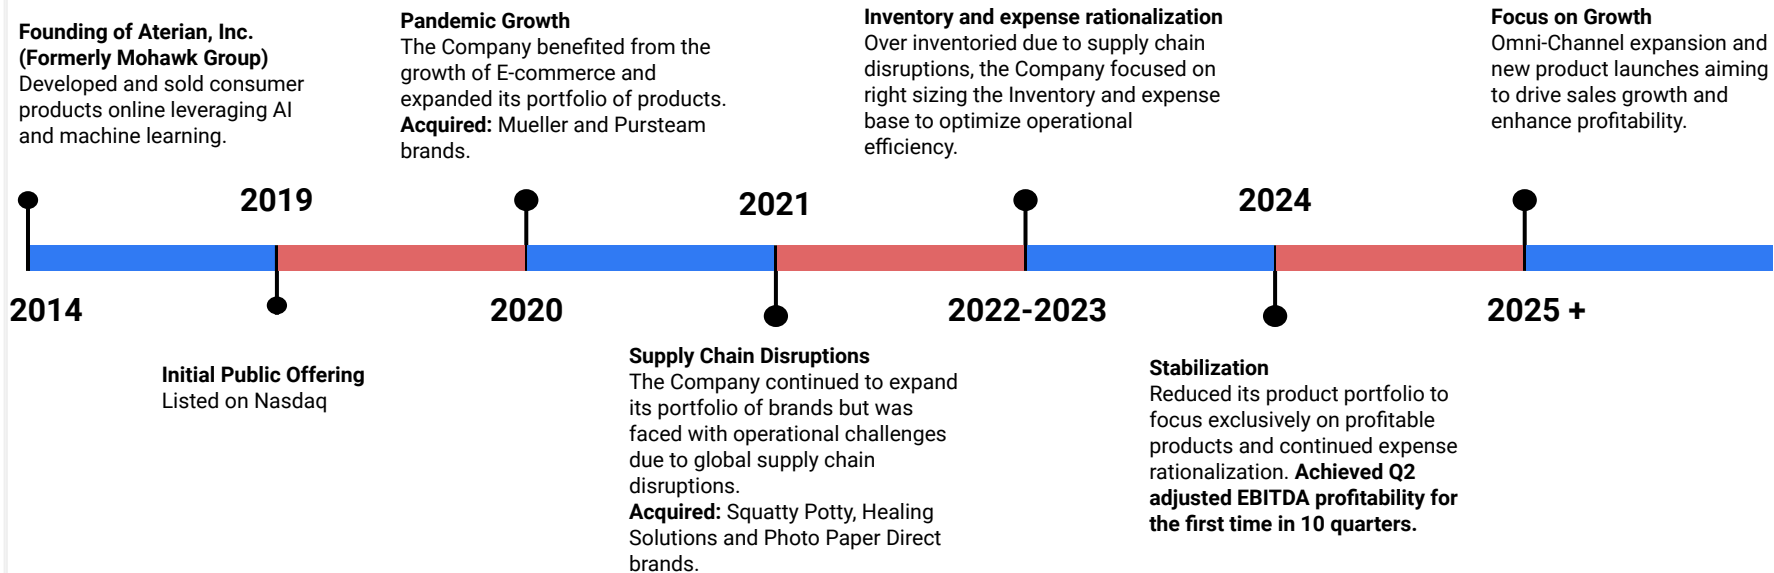 Founding of Aterian, Inc.
(Formerly Mohawk Group)
Developed and sold consumer
products online leveraging AI
and machine learning.
2014
2019
Initial Public Offering
Listed on Nasdaq
Pandemic Growth
The Company benefited from the
growth of E-commerce and
expanded its portfolio of products.
Acquired: Mueller and Pursteam
brands.
2020
2021
Supply Chain Disruptions
The Company continued to expand
its portfolio of brands but was
faced with operational challenges
due to global supply chain
disruptions.
Acquired: Squatty Potty, Healing
Solutions and Photo Paper Direct
brands.
Inventory and expense rationalization
Over inventoried due to supply chain
disruptions, the Company focused on
right sizing the Inventory and expense
base to optimize operational
efficiency.
2022-2023
2024
Stabilization
Reduced its product portfolio to
focus exclusively on profitable
products and continued expense
rationalization. Achieved Q2
adjusted EBITDA profitability for
the first time in 10 quarters.
Focus on Growth
Omni-Channel expansion and
new product launches aiming
to drive sales growth and
enhance profitability.
2025 +